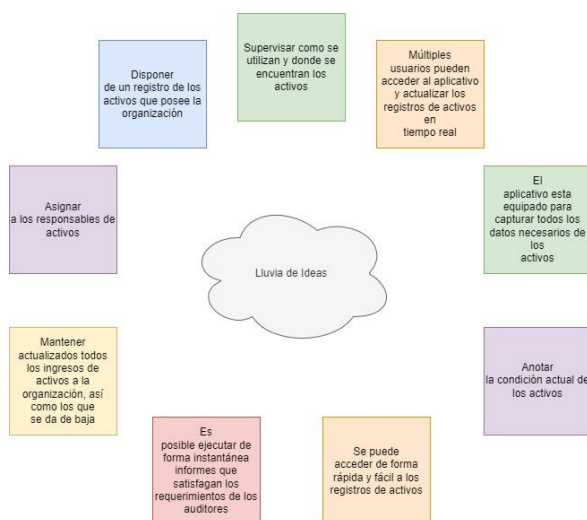 Supervisar como se
utilizan y donde se
encuentran los
activos
Disponer
de un registro de los
activos que posee la
organización
Múltiples
usuarios pueden
acceder al aplicativo
y actualizar los
registros de activos
en
tiempo real
Asignar
a los responsables de
activos
El
aplicativo esta
equipado para
capturar todos los
datos necesarios de
los
activos
Lluvia de Ideas
Mantener
actualizados todos
los ingresos de
activos a la
organización, así
como los que
se da de baja
Anotar
la condición actual de
los activos
Es
posible ejecutar de
forma instantánea
informes que
satisfagan los
requerimientos de los
auditores
Se puede
acceder de forma
rápida y fácil a los
registros de activos